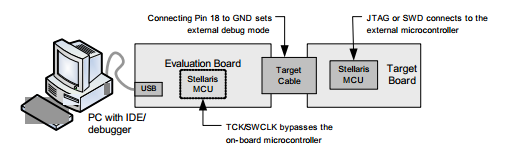 Connecting Pin 18 to GND sets
external debug mode
JTAG or SWD connects to the
external microcontroller
Evaluation Board
Stellaris
MCU
USB
Target
Cable
Stellaris
MCU
Target
Board
PC with IDE/
debugger
TCK/SWCLK bypasses the
on-board microcontroller